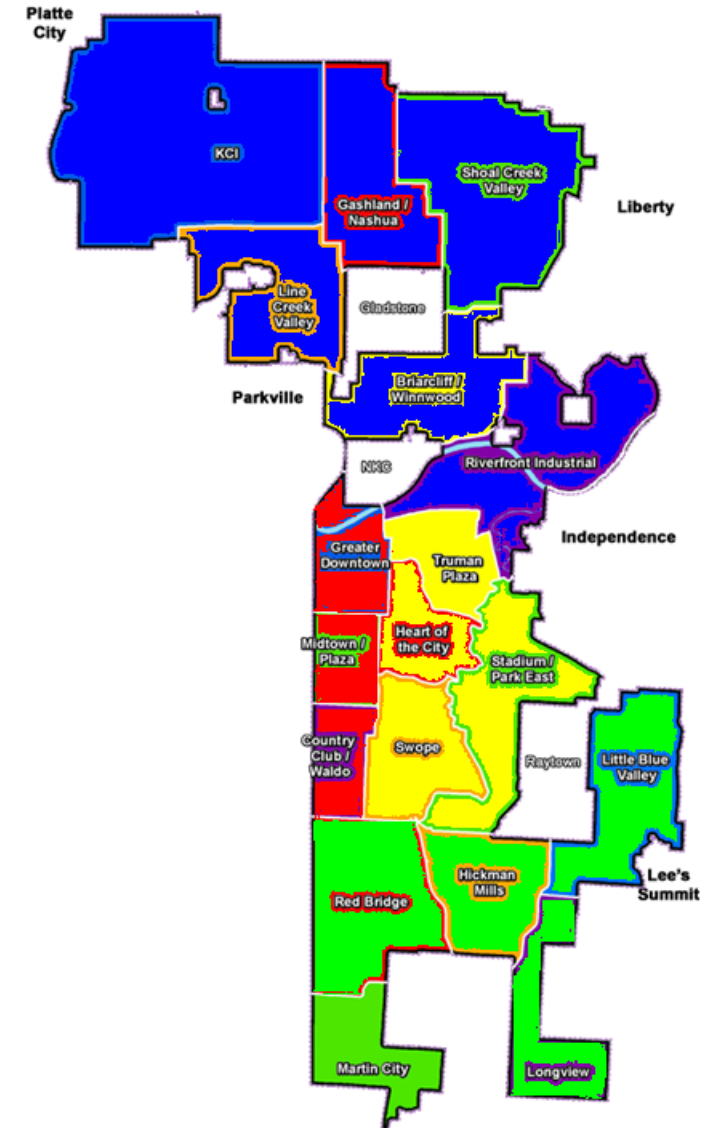 Platte
City
KCI
Shoal Creek
Valley
Gashland /
Nashua
Liberty
Line
Creek
Valley
Gladstone
Briarcliff /
Winnwood
Parkville
NKC
Riverfront Industrial
Independence
Greater
Downtown
Truman
Plaza
Midtown /
Plaza
Heart of
the City
Stadium /
Park East
Country
Club /
Waldo
Swope
Raytown
Little Blue
Valley
Hickman
Mills
Lee's
Summit
Red Bridge
Martin City
Longview